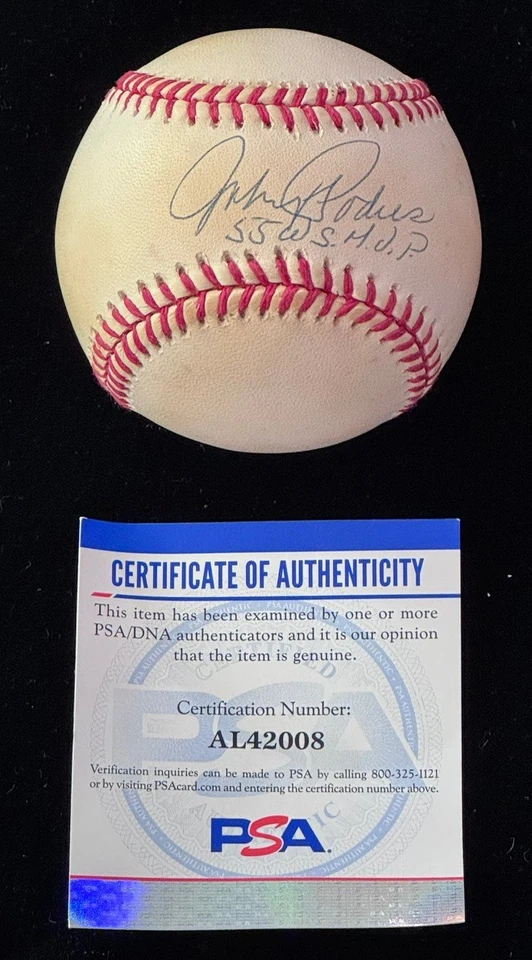 Johnny Podres
55 W.S. M.V.P.
CERTIFICATE OF AUTHENTICITY
This item has been examined by one or more
PSA/DNA authenticators and it is our opinion
that the item is genuine.
Certification Number:
AL42008
Verification inquiries can be made to PSA by calling 800-325-1121
or by visiting PSAcard.com and entering the certification number above.
PSA.